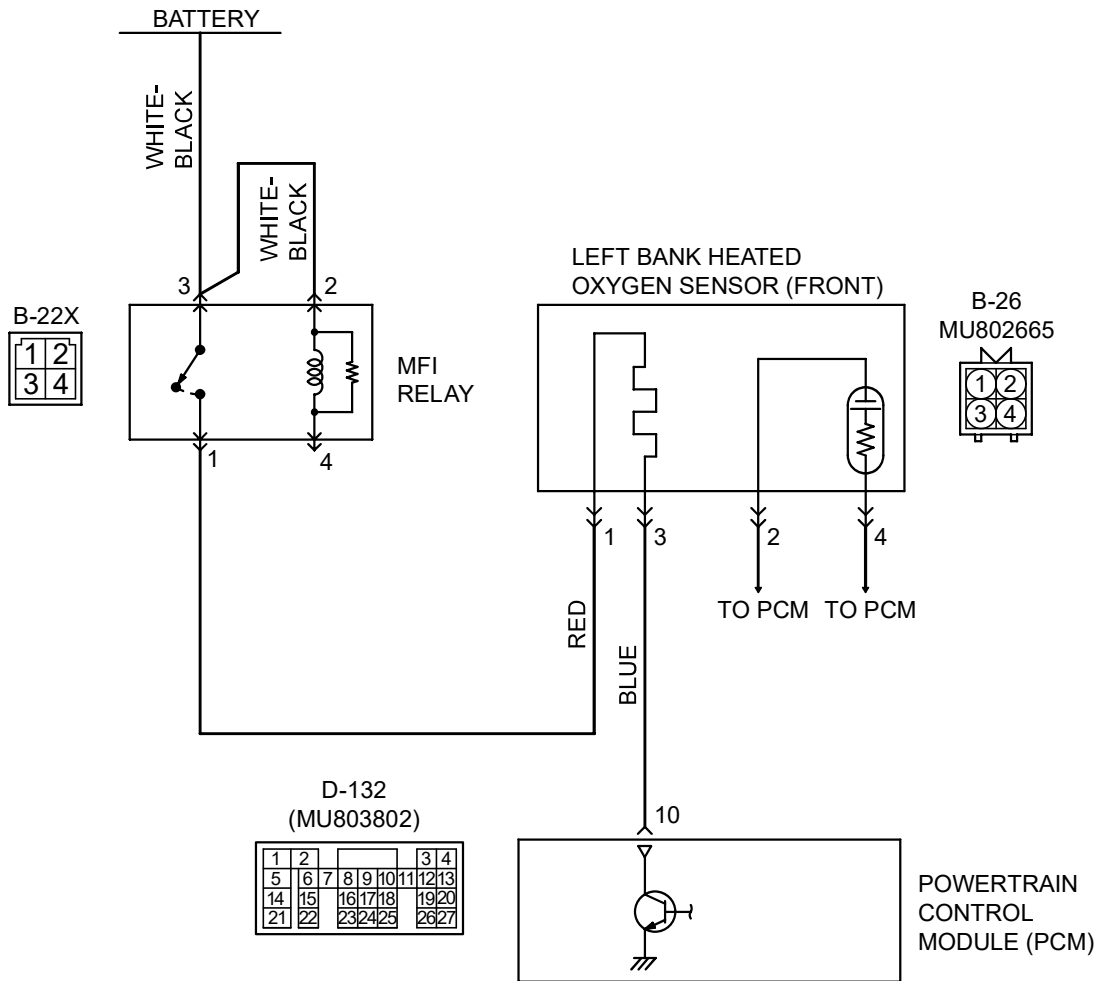 BATTERY
WHITE-
BLACK
WHITE-
BLACK
3
2
B-22X
1 2
3 4
MFI
RELAY
1
4
LEFT BANK HEATED
OXYGEN SENSOR (FRONT)
B-26
MU802665
1 2
3 4
1
3
2
4
TO PCM
TO PCM
RED
BLUE
D-132
(MU803802)
1 2 3 4
5 6 7 8 9 10 11 12 13
14 15 16 17 18 19 20
21 22 23 24 25 26 27
10
POWERTRAIN
CONTROL
MODULE (PCM)